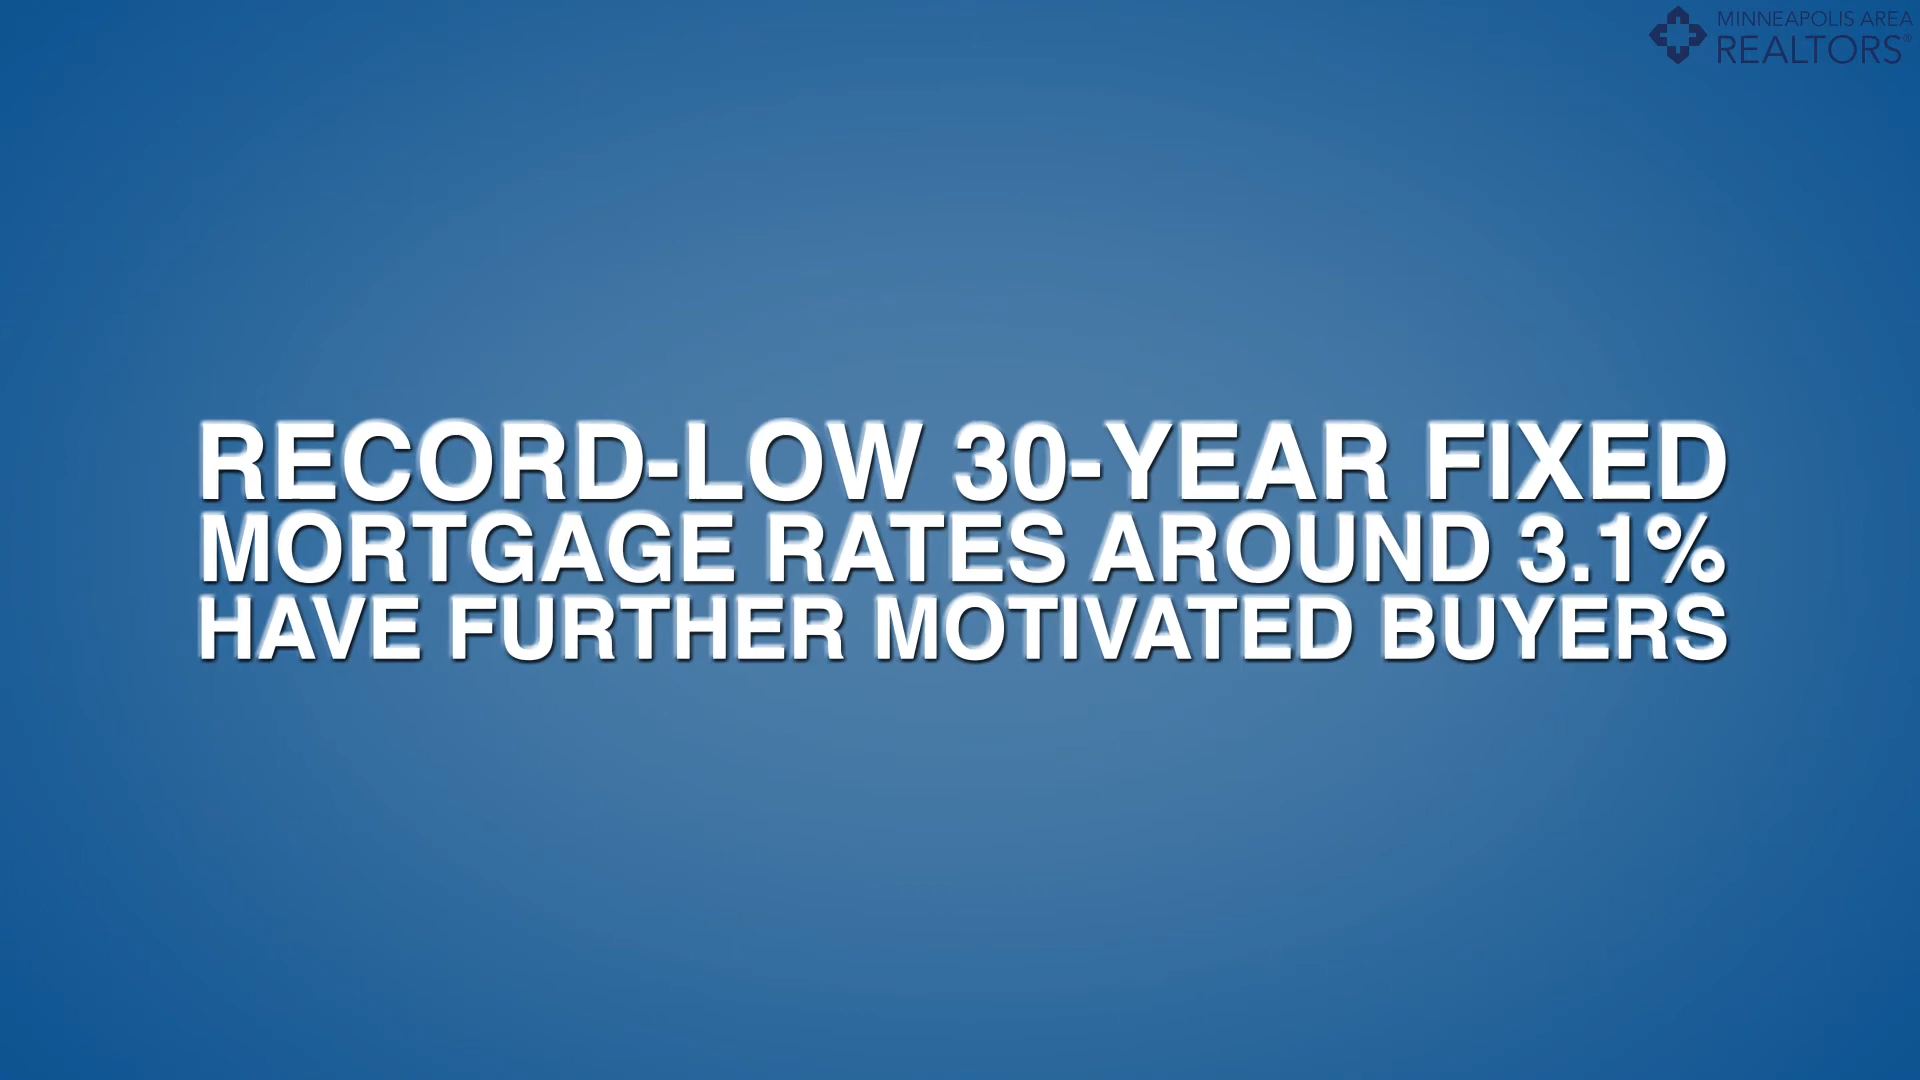 MINNEAPOLIS AREA
REALTORS®
RECORD-LOW 30-YEAR FIXED
MORTGAGE RATES AROUND 3.1%
HAVE FURTHER MOTIVATED BUYERS